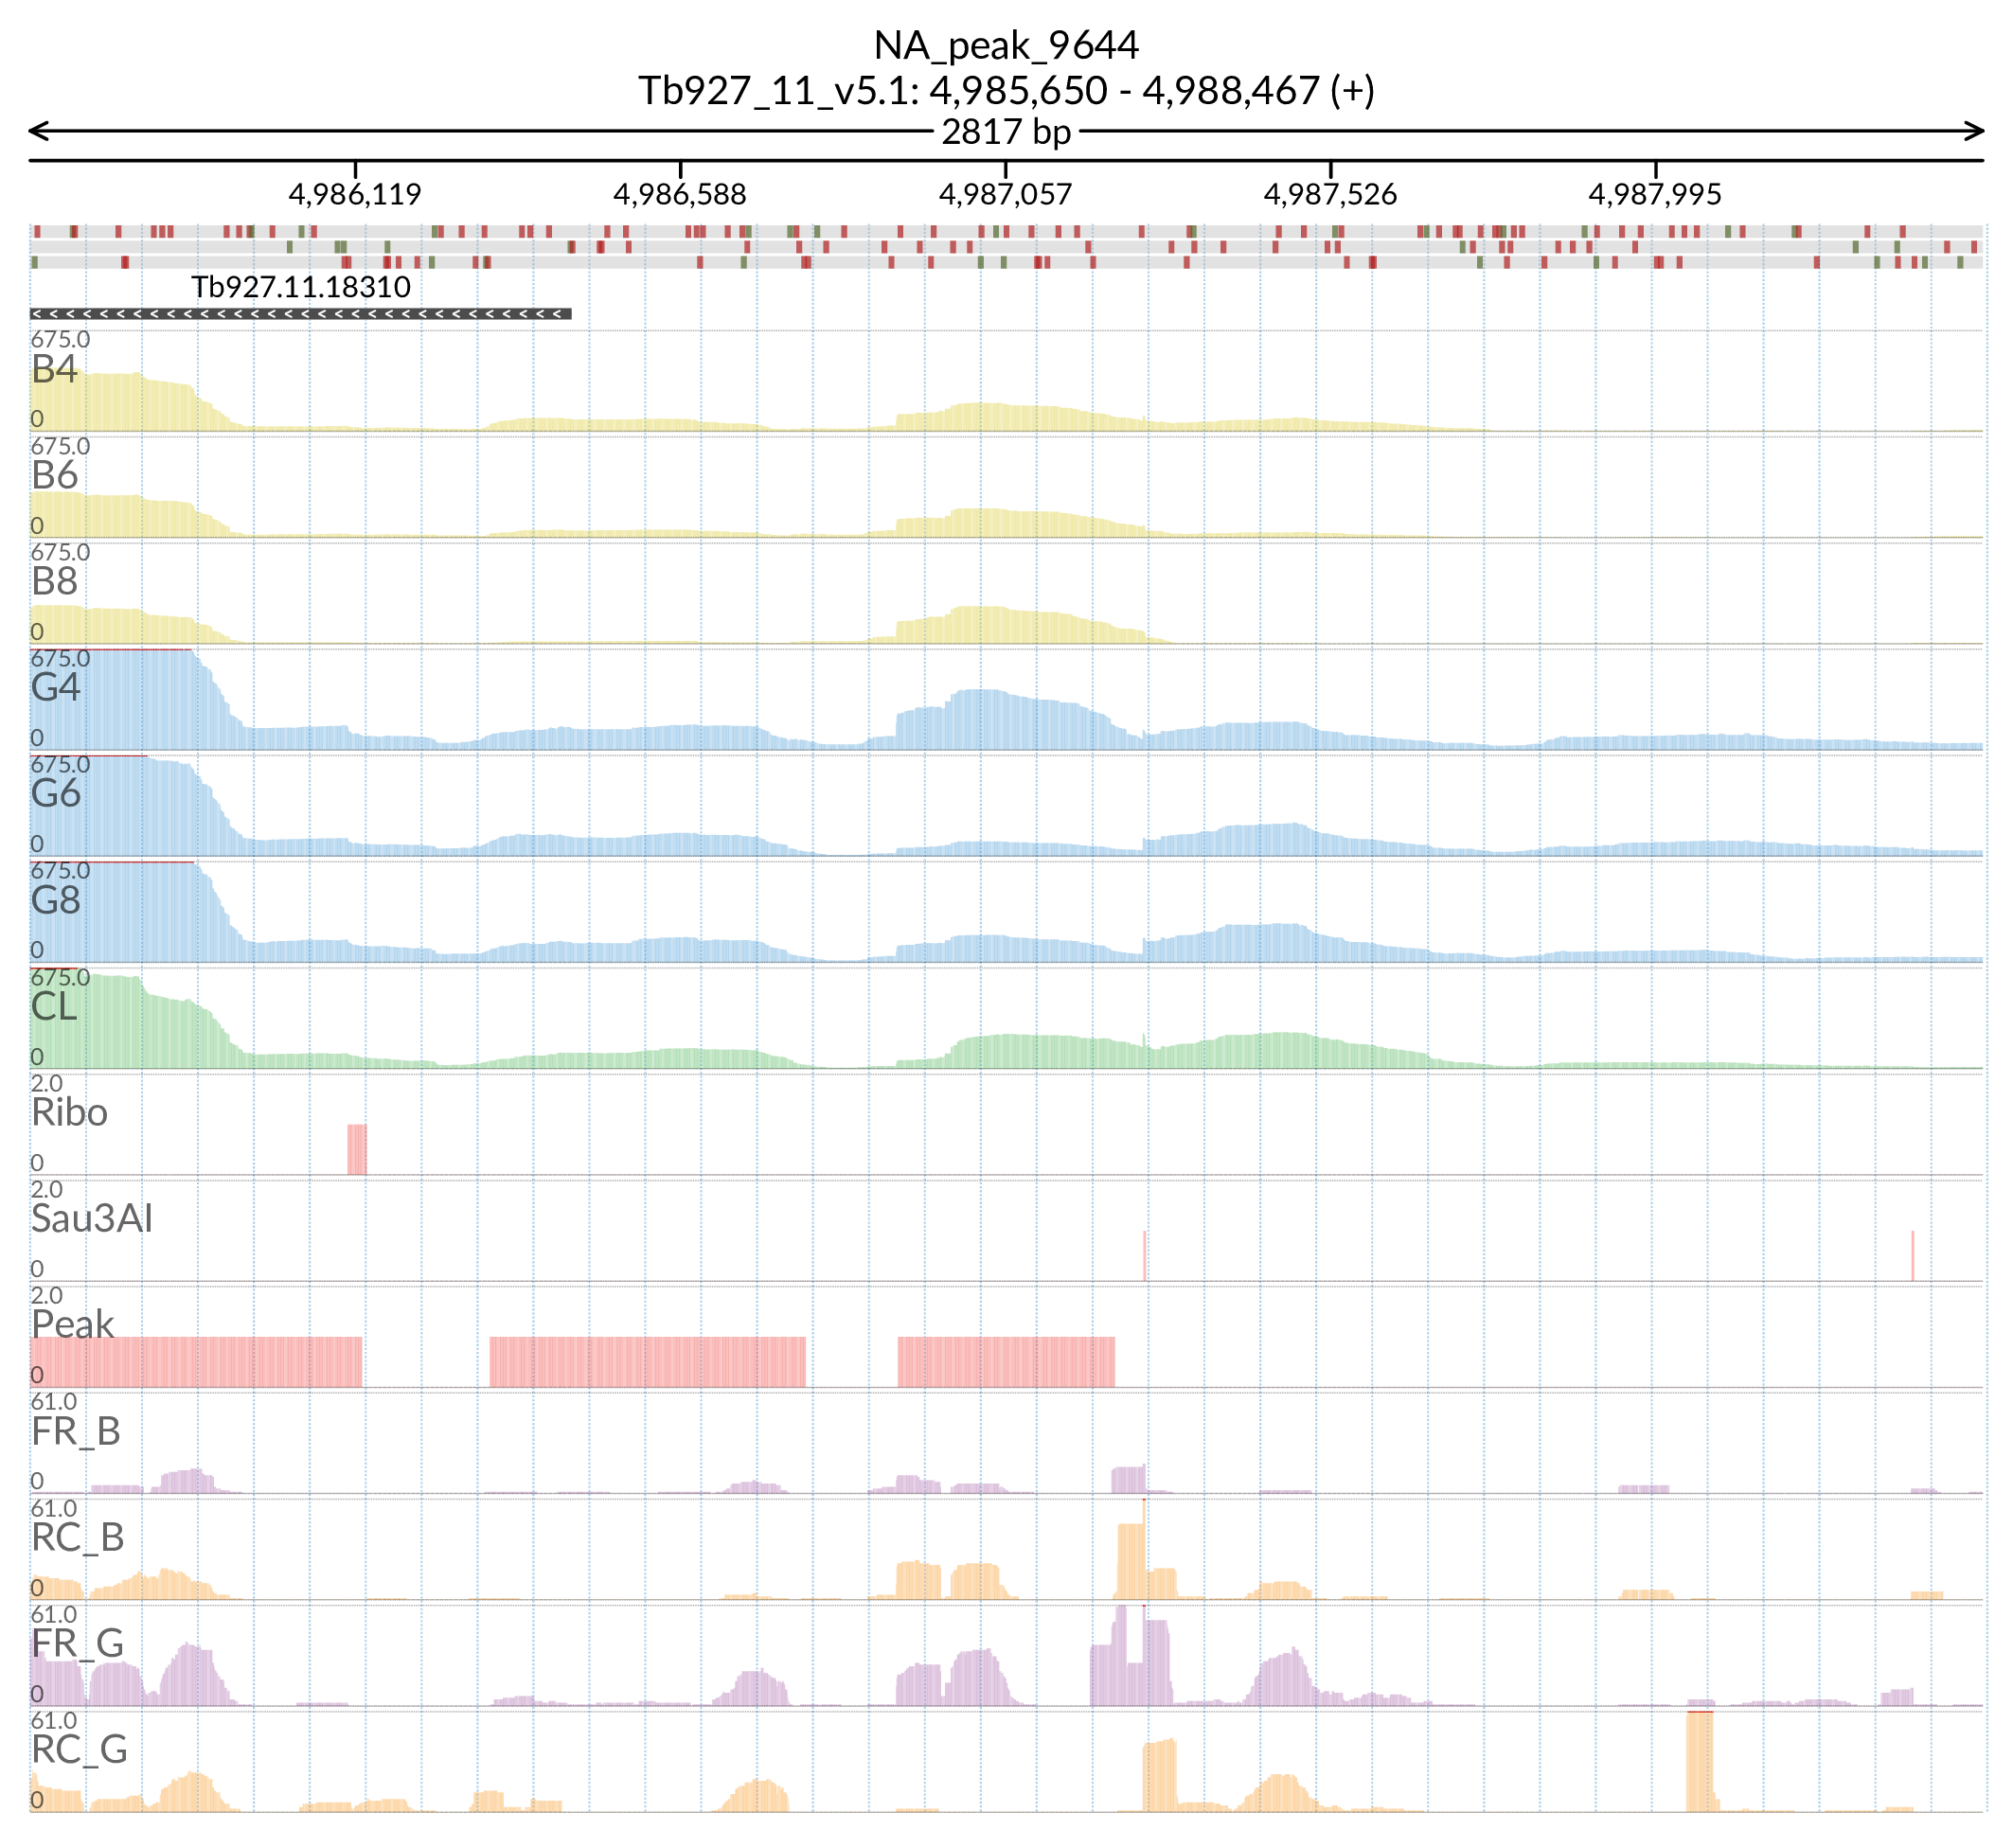 NA_peak_9644
Tb927_11_v5.1: 4,985,650 - 4,988,467 (+)
2817 bp
4,986,119 4,986,588 4,987,057 4,987,526 4,987,995
Tb927.11.18310
675.0
B4
0
675.0
B6
0
675.0
B8
0
675.0
G4
0
675.0
G6
0
675.0
G8
0
675.0
CL
0
2.0
Ribo
0
2.0
Sau3AI
0
2.0
Peak
0
61.0
FR_B
0
61.0
RC_B
0
61.0
FR_G
0
61.0
RC_G
0